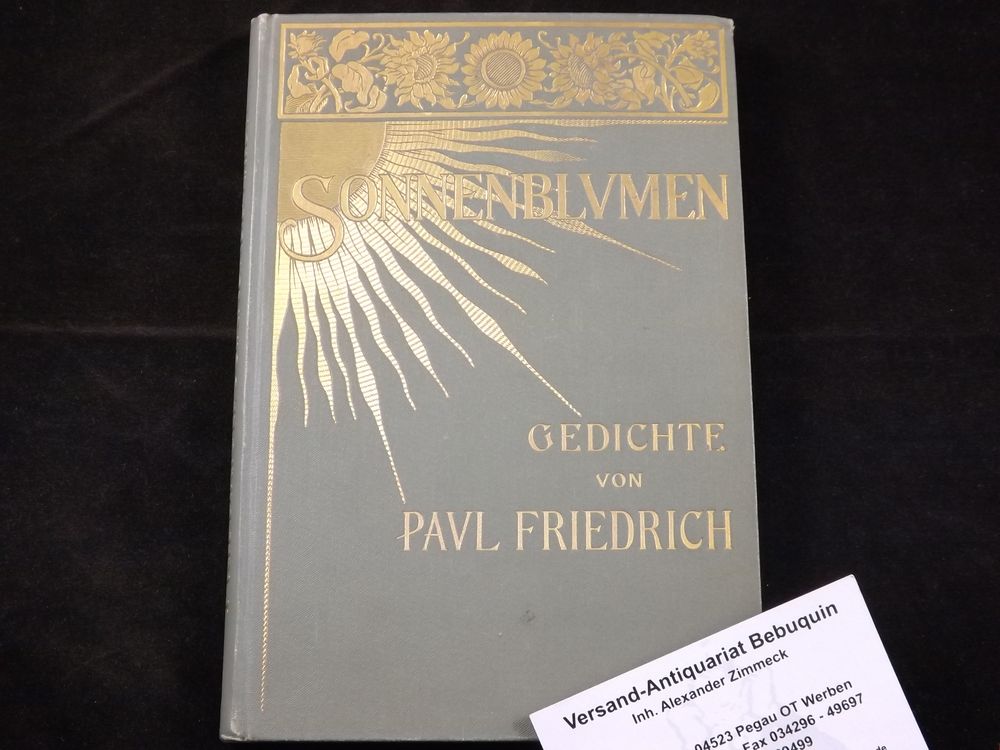 SONNENBLVMEN
GEDICHTE
VON
PAVL FRIEDRICH
Versand-Antiquariat Bebuquin
Inh. Alexander Zimmeck
04523 Pegau OT Werben
Fax 034296 - 49697